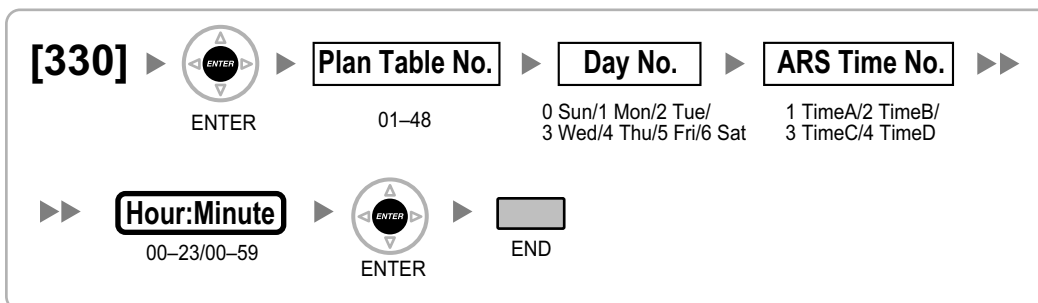 [330] ENTER Plan Table No. Day No. ARS Time No.
ENTER 01–48 0 Sun/1 Mon/2 Tue/ 1 TimeA/2 TimeB/
3 Wed/4 Thu/5 Fri/6 Sat 3 TimeC/4 TimeD
Hour:Minute ENTER
00–23/00–59 ENTER END